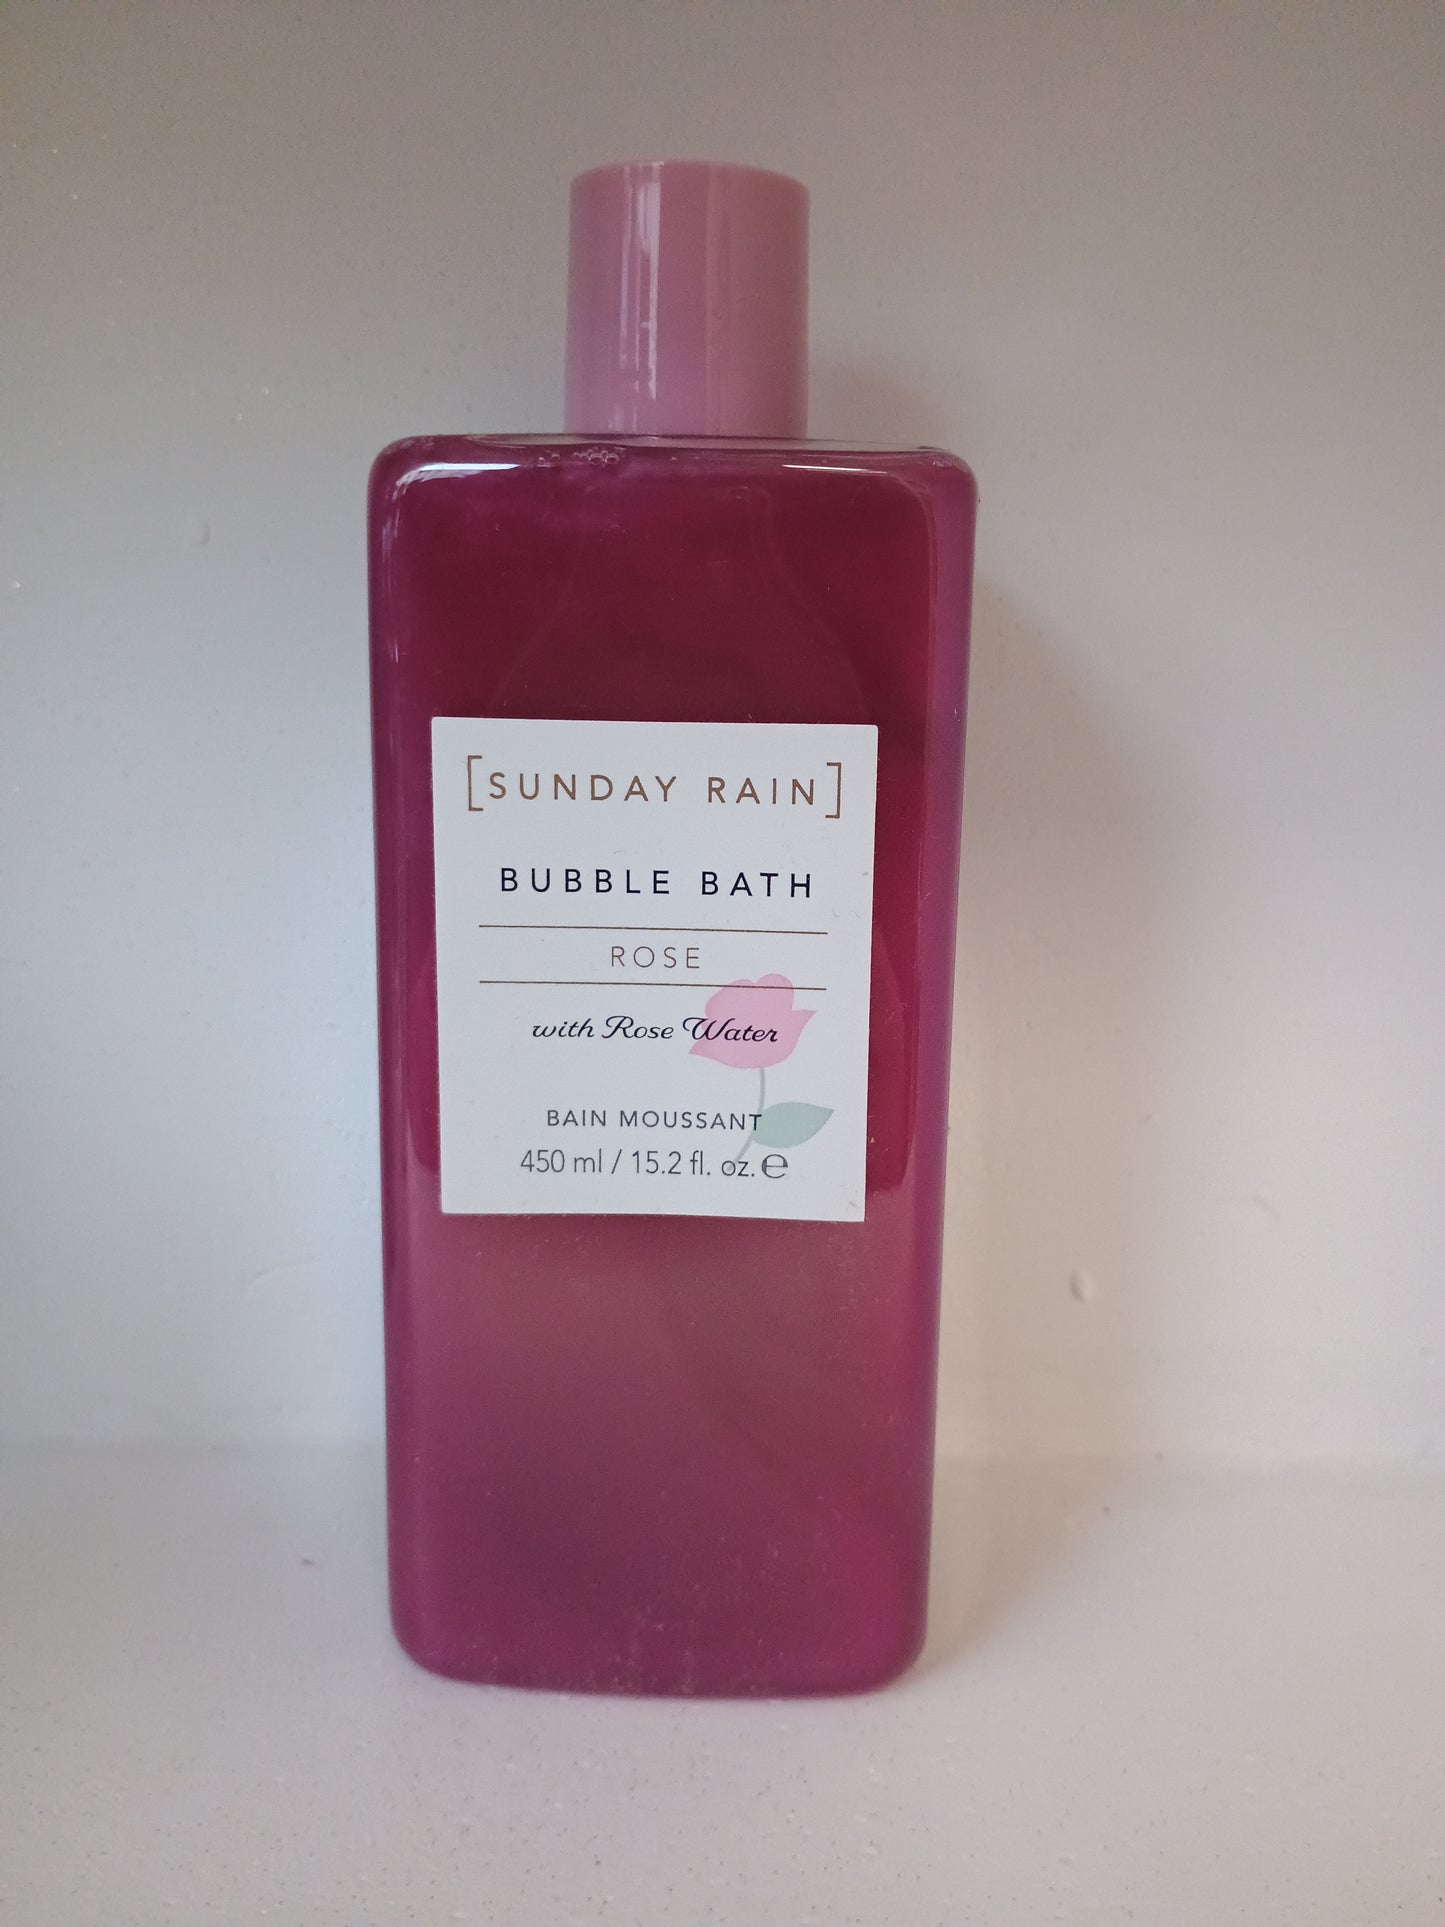 [SUNDAY RAIN]
BUBBLE BATH
ROSE
with Rose Water
BAIN MOUSSANT
450 ml / 15.2 fl. oz. ℮